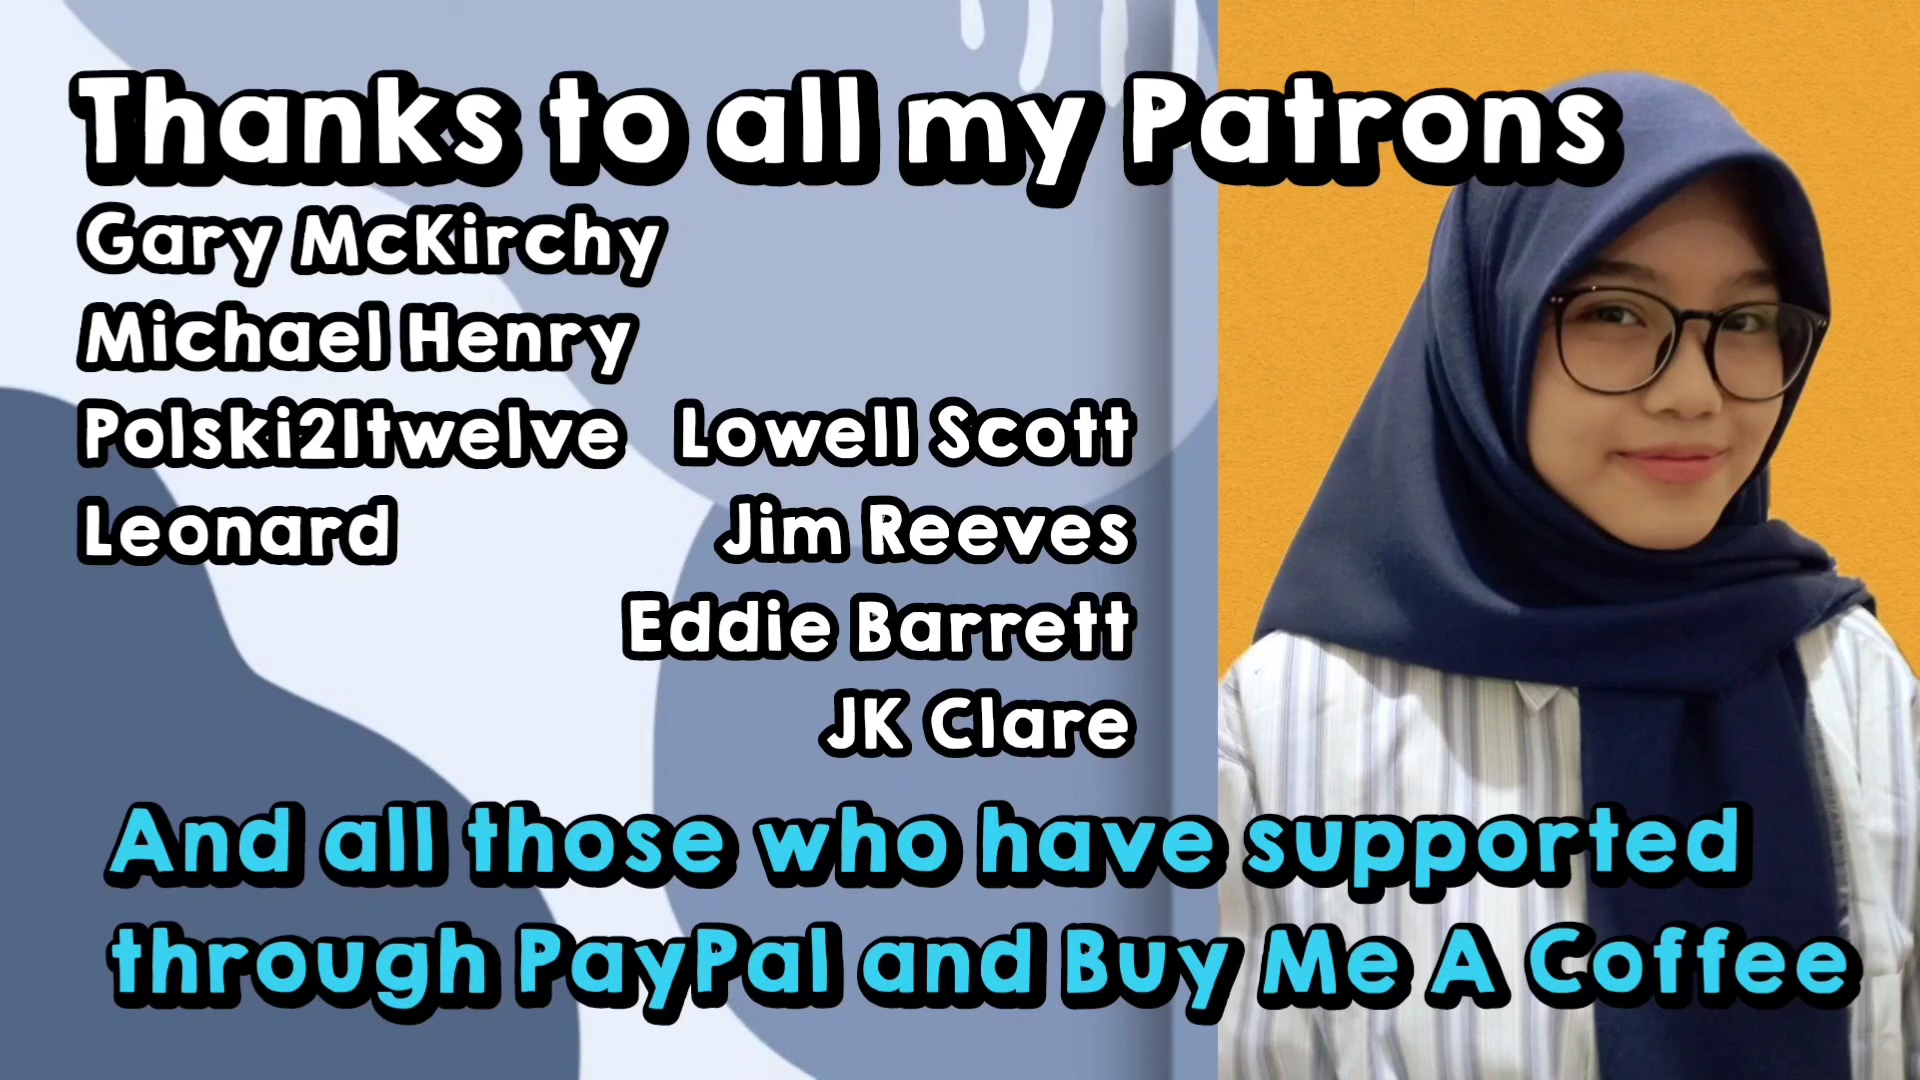 Thanks to all my Patrons
Gary McKirchy
Michael Henry
Polski21twelve
Leonard
Lowell Scott
Jim Reeves
Eddie Barrett
JK Clare
And all those who have supported
through PayPal and Buy Me A Coffee